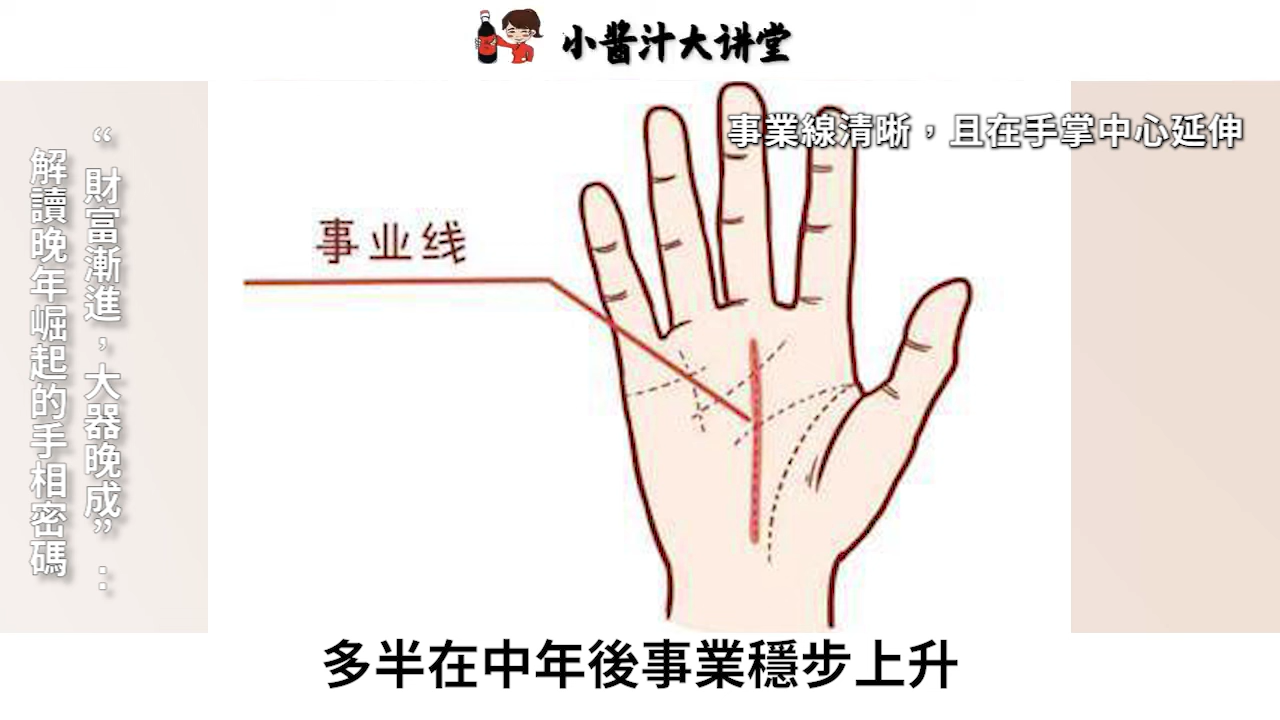 小醬汁大讲堂
事業線清晰，且在手掌中心延伸
“財富漸進，大器晚成”：
解讀晚年崛起的手相密碼
事业线
多半在中年後事業穩步上升